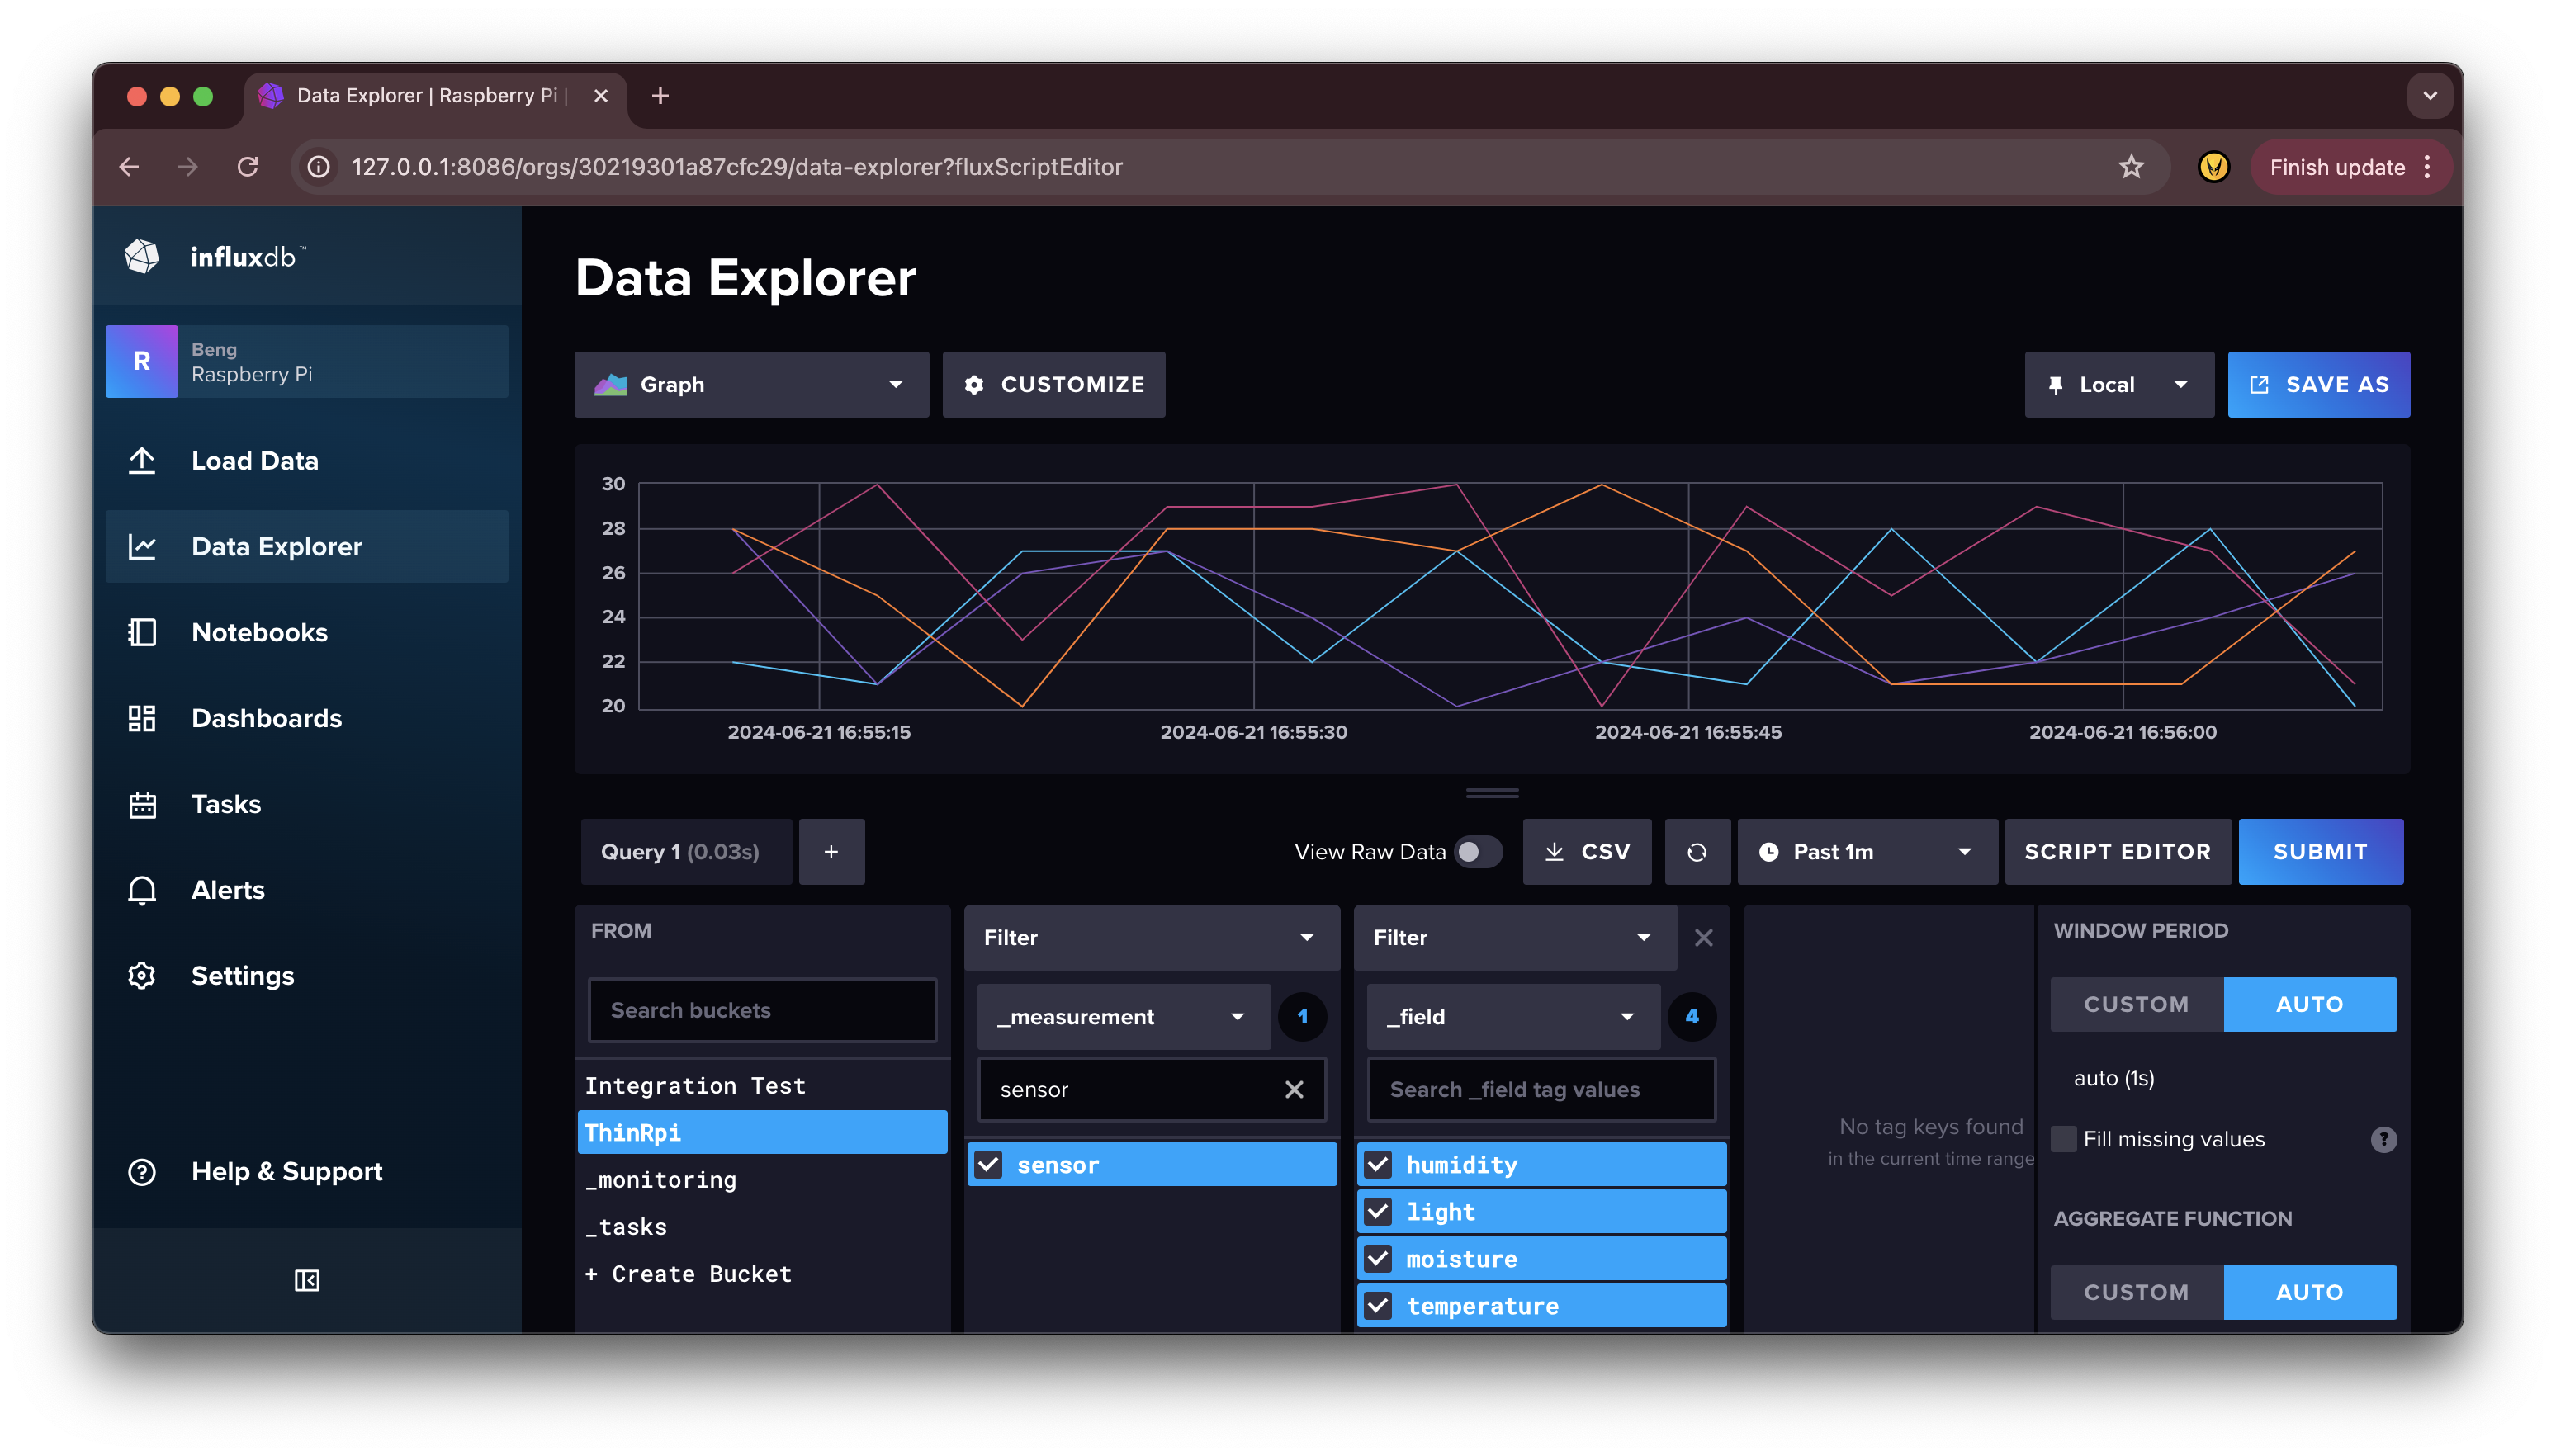 Data Explorer | Raspberry Pi |
127.0.0.1:8086/orgs/30219301a87cfc29/data-explorer?fluxScriptEditor
Finish update
influxdb™
R
Beng
Raspberry Pi
Load Data
Data Explorer
Notebooks
Dashboards
Tasks
Alerts
Settings
Help & Support
Data Explorer
Graph
CUSTOMIZE
Local
SAVE AS
30
28
26
24
22
20
2024-06-21 16:55:15
2024-06-21 16:55:30
2024-06-21 16:55:45
2024-06-21 16:56:00
Query 1 (0.03s)
+
View Raw Data
CSV
Past 1m
SCRIPT EDITOR
SUBMIT
FROM
Search buckets
Integration Test
ThinRpi
_monitoring
_tasks
+ Create Bucket
Filter
_measurement
1
sensor
sensor
Filter
_field
4
Search _field tag values
humidity
light
moisture
temperature
No tag keys found
in the current time range
WINDOW PERIOD
CUSTOM
AUTO
auto (1s)
Fill missing values
?
AGGREGATE FUNCTION
CUSTOM
AUTO